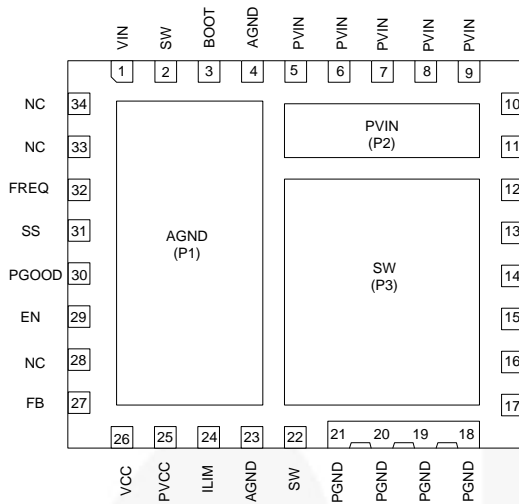 VIN SW BOOT AGND PVIN PVIN PVIN PVIN PVIN
1 2 3 4 5 6 7 8 9
NC 34
NC 33
FREQ 32
SS 31
PGOOD 30
EN 29
NC 28
FB 27
AGND
(P1)
PVIN
(P2)
SW
(P3)
10
11
12
13
14
15
16
17
26 25 24 23 22 21 20 19 18
VCC PVCC ILIM AGND SW PGND PGND PGND PGND